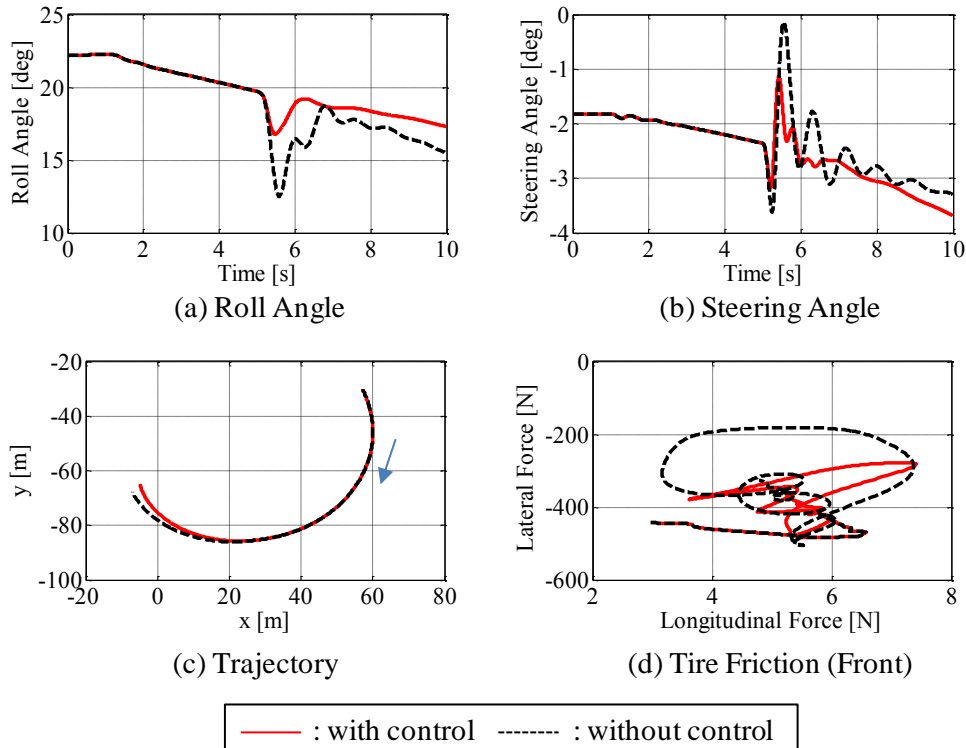 25
20
15
10
0 2 4 6 8 10
Roll Angle [deg]
Time [s]
(a) Roll Angle
0
-1
-2
-3
-4
0 2 4 6 8 10
Steering Angle [deg]
Time [s]
(b) Steering Angle
-20
-40
-60
-80
-100
-20 0 20 40 60 80
y [m]
x [m]
(c) Trajectory
0
-200
-400
-600
2 4 6 8
Lateral Force [N]
Longitudinal Force [N]
(d) Tire Friction (Front)
: with control : without control